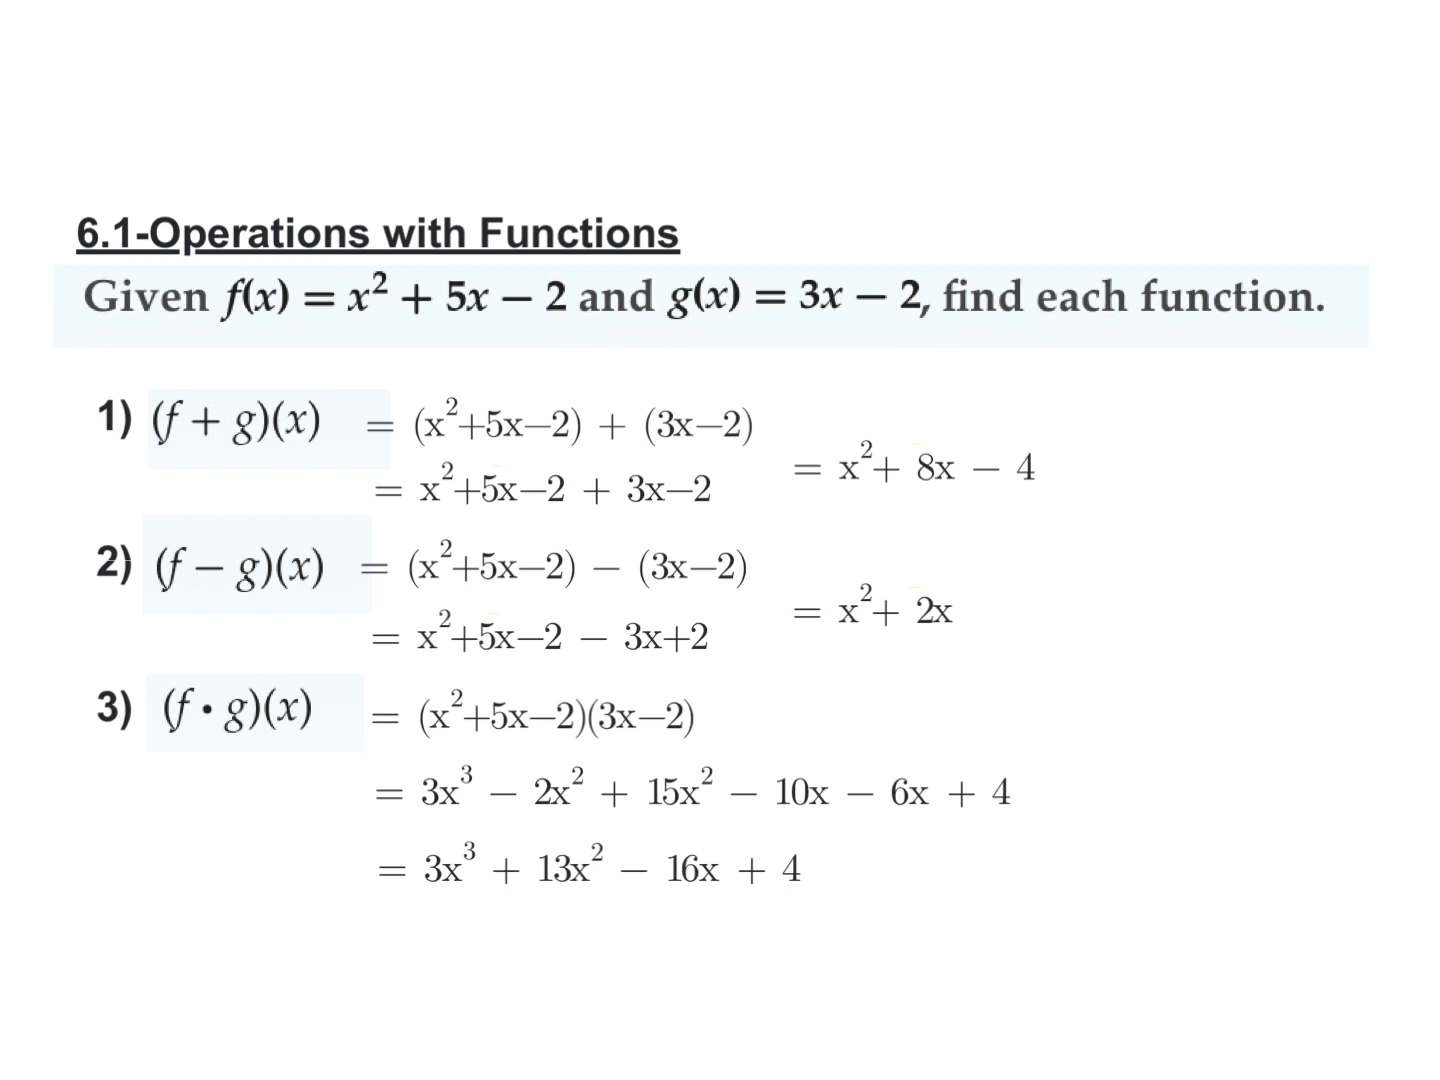 6.1-Operations with Functions
Given f(x) = x² + 5x – 2 and g(x) = 3x – 2, find each function.
1) (f + g)(x) = (x²+5x–2) + (3x–2)
= x²+5x–2 + 3x–2
= x²+ 8x – 4
2) (f – g)(x) = (x²+5x–2) – (3x–2)
= x²+5x–2 – 3x+2
= x²+ 2x
3) (f • g)(x) = (x²+5x–2)(3x–2)
= 3x³ – 2x² + 15x² – 10x – 6x + 4
= 3x³ + 13x² – 16x + 4